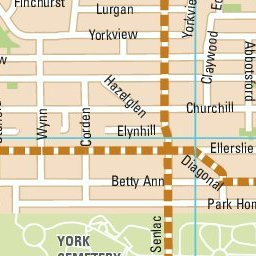 Finchurst
Lurgan
Yorkview
Yorkview
Claywood
Abbotsford
Hazelglen
Churchill
Wynn
Corden
Elynhill
Ellerslie
Diagonal
Betty Ann
Park Hom
Senlac
YORK
CEMETERY